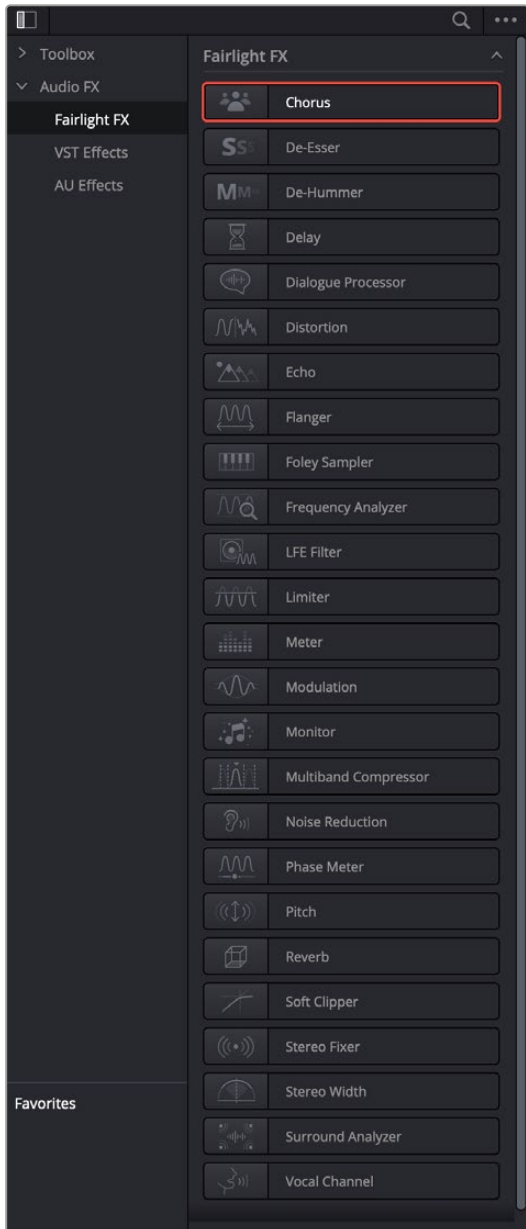 Toolbox
Audio FX
Fairlight FX
VST Effects
AU Effects
Favorites
Fairlight FX
Chorus
Sss De-Esser
MM De-Hummer
Delay
Dialogue Processor
Distortion
Echo
Flanger
Foley Sampler
Frequency Analyzer
LFE Filter
Limiter
Meter
Modulation
Monitor
Multiband Compressor
Noise Reduction
Phase Meter
Pitch
Reverb
Soft Clipper
Stereo Fixer
Stereo Width
Surround Analyzer
Vocal Channel